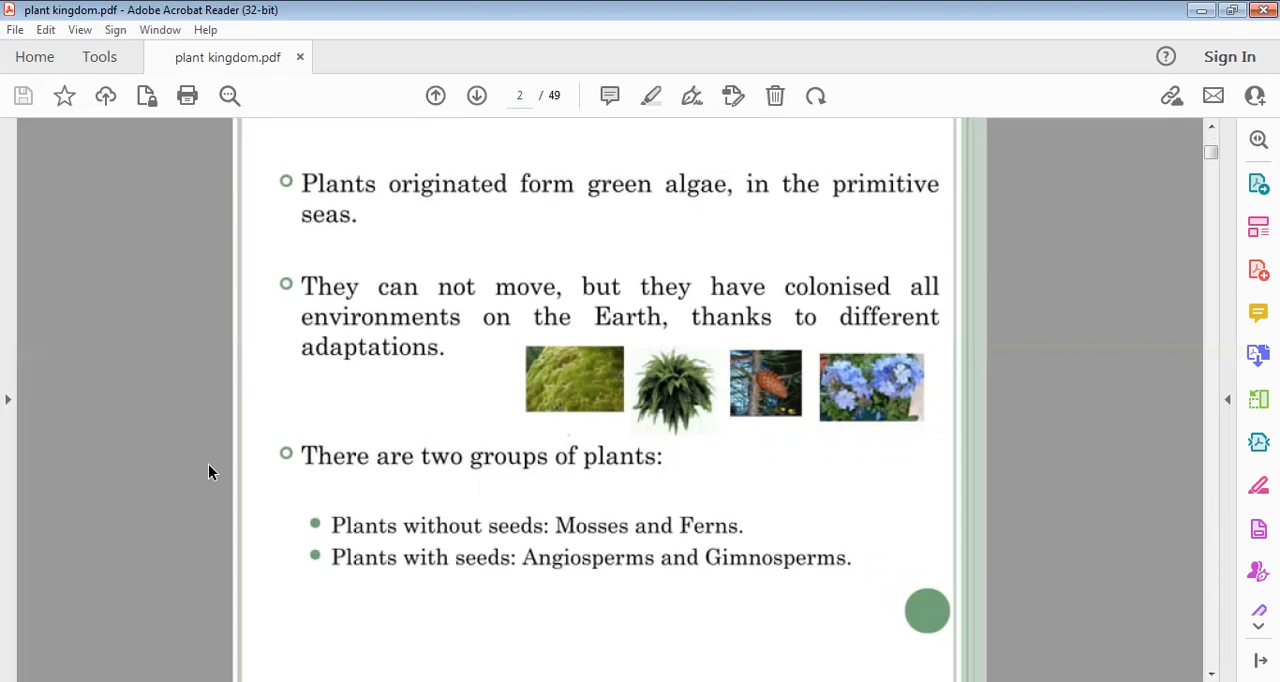 plant kingdom.pdf - Adobe Acrobat Reader (32-bit)
File Edit View Sign Window Help
Home Tools plant kingdom.pdf × ? Sign In
2 / 49
Plants originated form green algae, in the primitive
seas.
They can not move, but they have colonised all
environments on the Earth, thanks to different
adaptations.
There are two groups of plants:
Plants without seeds: Mosses and Ferns.
Plants with seeds: Angiosperms and Gimnosperms.